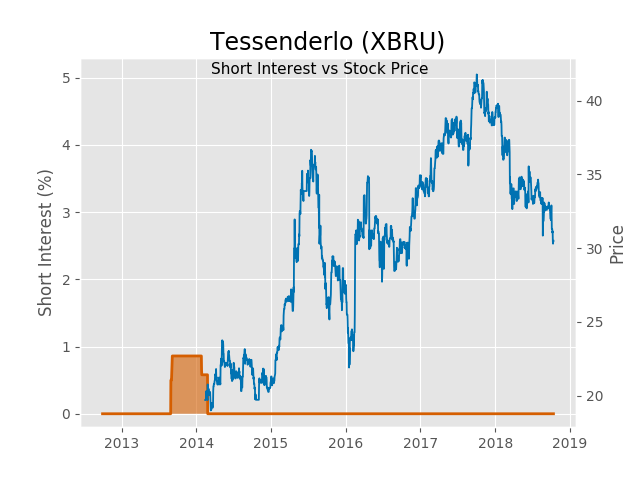 Tessenderlo (XBRU)
Short Interest vs Stock Price
Short Interest (%)
Price
5
4
3
2
1
0
40
35
30
25
20
2013 2014 2015 2016 2017 2018 2019